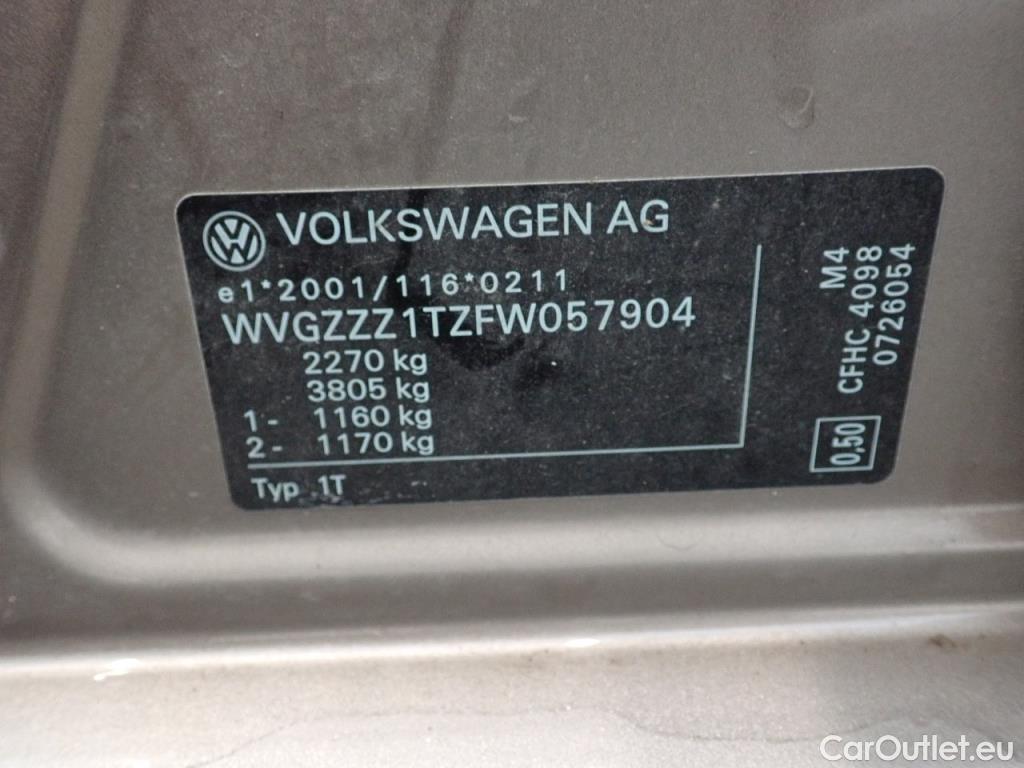 VOLKSWAGEN AG
e1*2001/116*0211
WVGZZZ1TZFW057904
2270 kg
3805 kg
1- 1160 kg
2- 1170 kg
Typ 1T
M4
CFHC 4098
0726054
0,50
CarOutlet.eu